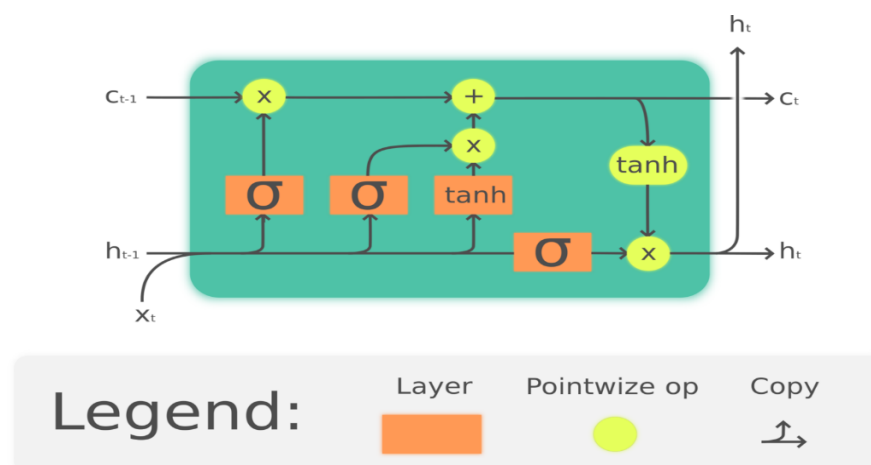 hₜ
cₜ₋₁ x + cₜ
x
tanh
σ σ tanh
hₜ₋₁ σ x hₜ
xₜ
Legend: Layer Pointwize op Copy